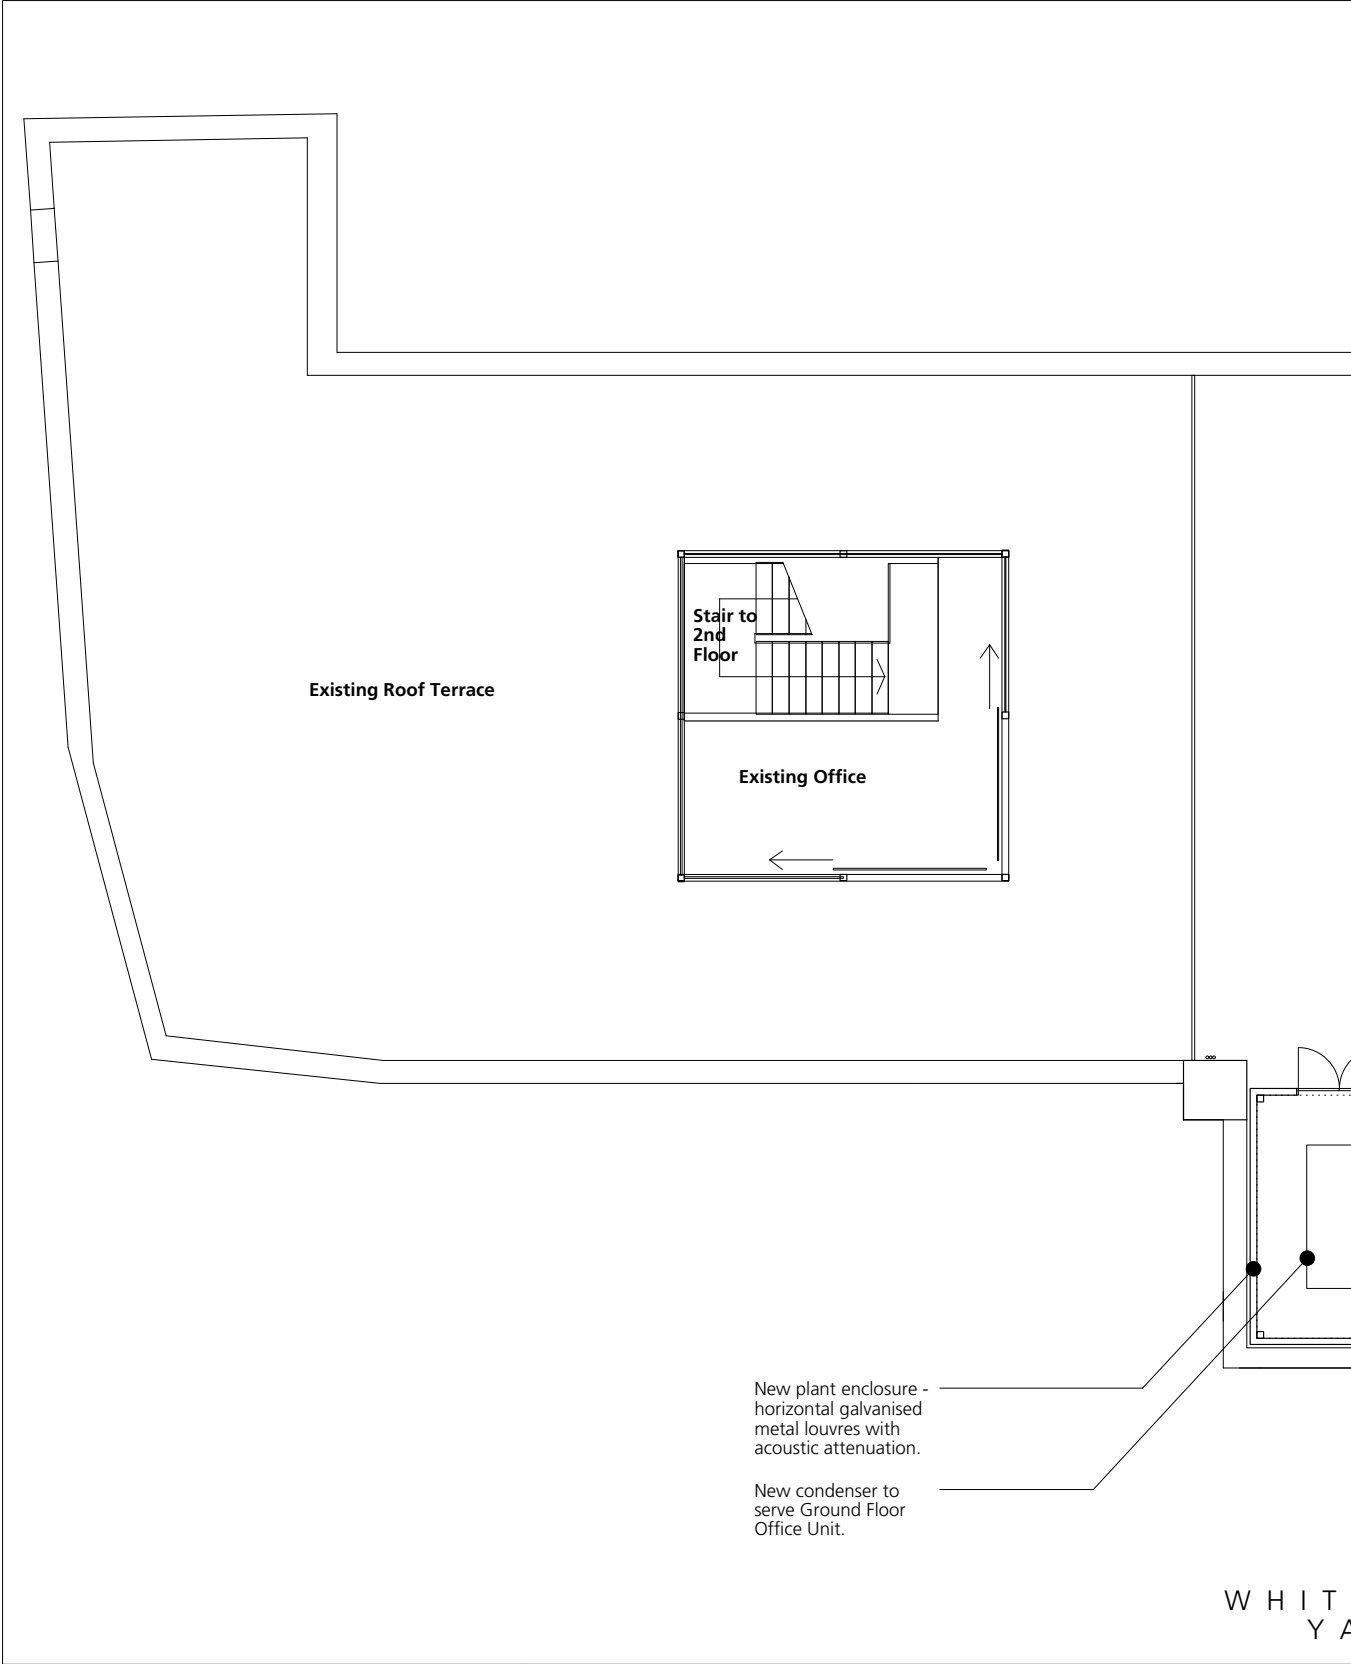 Stair to
2nd
Floor
Existing Roof Terrace
Existing Office
New plant enclosure -
horizontal galvanised
metal louvres with
acoustic attenuation.
New condenser to
serve Ground Floor
Office Unit.
W H I T
Y A